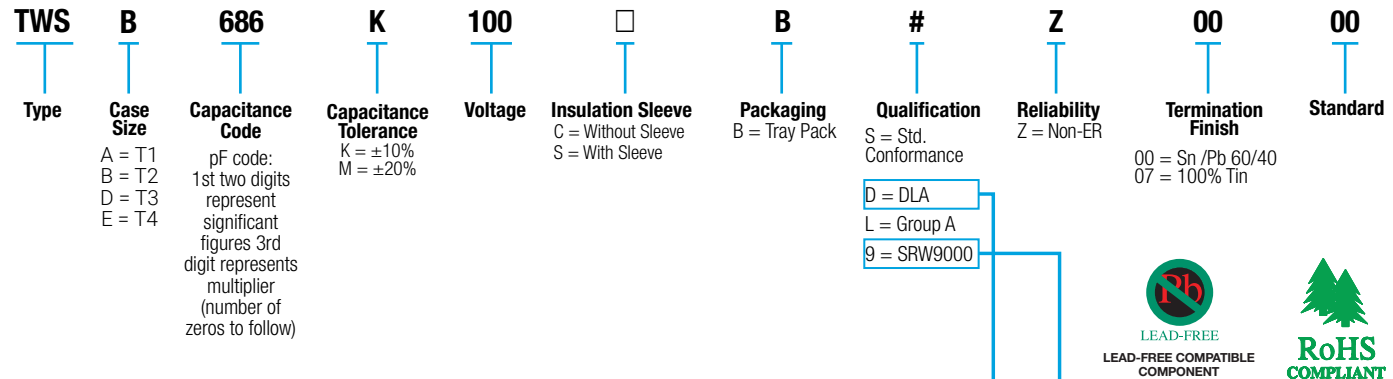 TWS B 686 K 100 □ B # Z 00 00
Type
Case
Size
A = T1
B = T2
D = T3
E = T4
Capacitance
Code
pF code:
1st two digits
represent
significant
figures 3rd
digit represents
multiplier
(number of
zeros to follow)
Capacitance
Tolerance
K = ±10%
M = ±20%
Voltage
Insulation Sleeve
C = Without Sleeve
S = With Sleeve
Packaging
B = Tray Pack
Qualification
S = Std.
Conformance
D = DLA
L = Group A
9 = SRW9000
Reliability
Z = Non-ER
Termination
Finish
00 = Sn /Pb 60/40
07 = 100% Tin
Standard
Pb
LEAD-FREE
LEAD-FREE COMPATIBLE
COMPONENT
RoHS
COMPLIANT